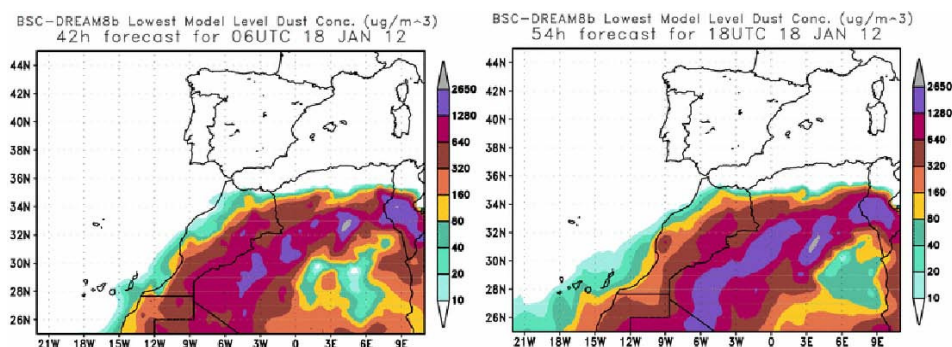 BSC-DREAM8b Lowest Model Level Dust Conc. (ug/m^3)
42h forecast for 06UTC 18 JAN 12
44N
42N
40N
38N
36N
34N
32N
30N
28N
26N
21W 18W 15W 12W 9W 6W 3W 0 3E 6E 9E
2650
1280
640
320
160
80
40
20
10
BSC-DREAM8b Lowest Model Level Dust Conc. (ug/m^3)
54h forecast for 18UTC 18 JAN 12
44N
42N
40N
38N
36N
34N
32N
30N
28N
26N
21W 18W 15W 12W 9W 6W 3W 0 3E 6E 9E
2650
1280
640
320
160
80
40
20
10